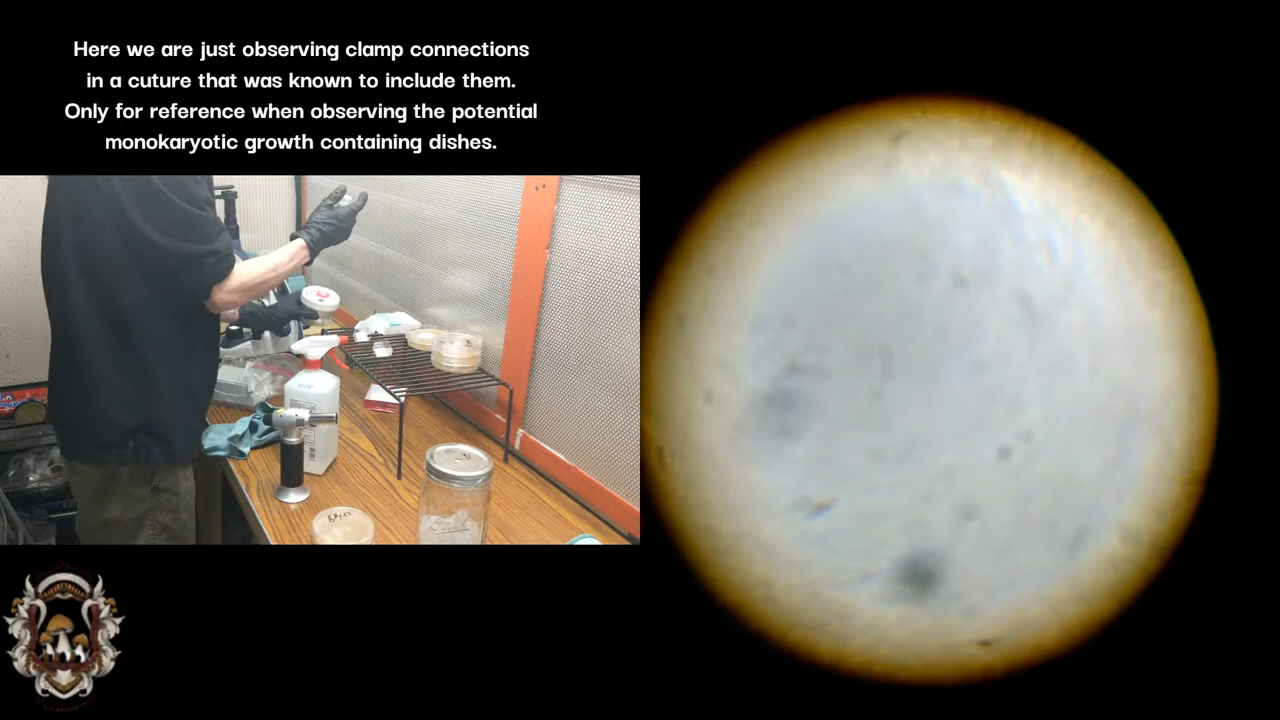 Here we are just observing clamp connections
in a cuture that was known to include them.
Only for reference when observing the potential
monokaryotic growth containing dishes.